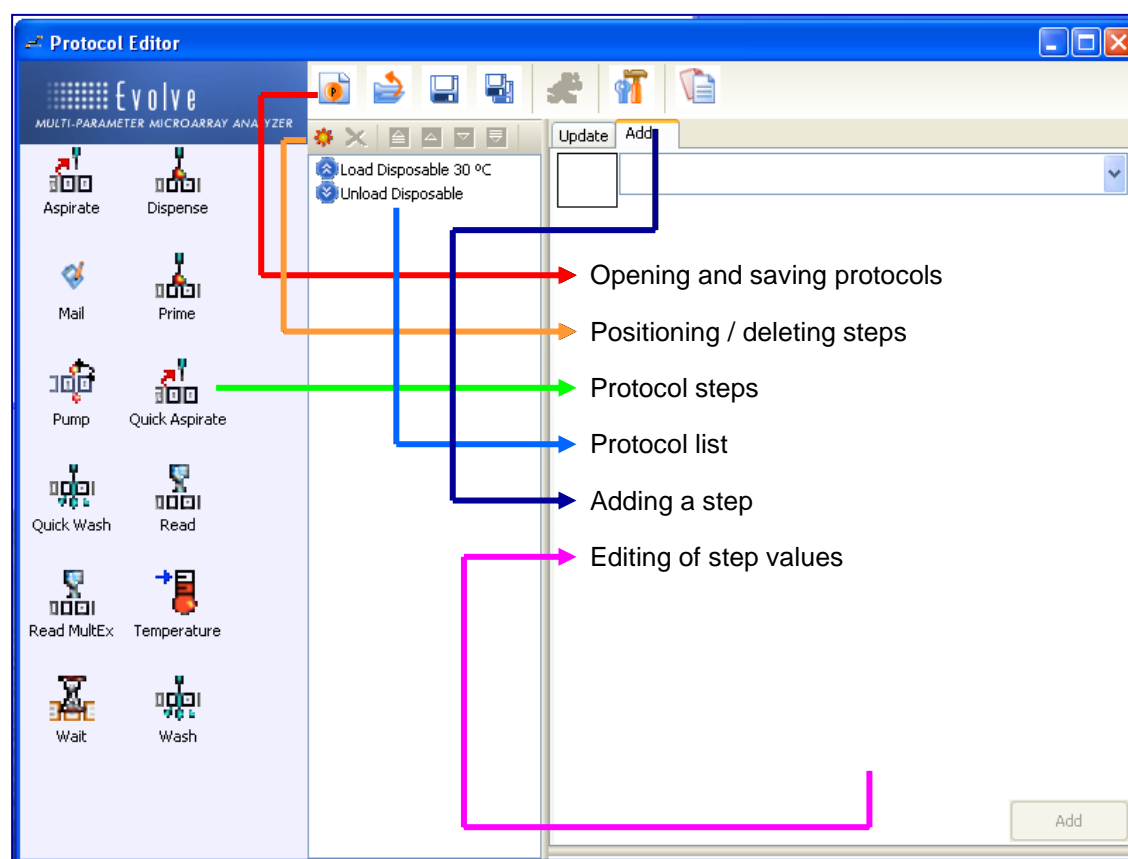 Protocol Editor
Evolve
MULTI-PARAMETER MICROARRAY ANALYZER
P
Update Add
Load Disposable 30 ºC
Unload Disposable
Aspirate Dispense
Mail Prime
Pump Quick Aspirate
Quick Wash Read
Read MultEx Temperature
Wait Wash
Opening and saving protocols
Positioning / deleting steps
Protocol steps
Protocol list
Adding a step
Editing of step values
Add